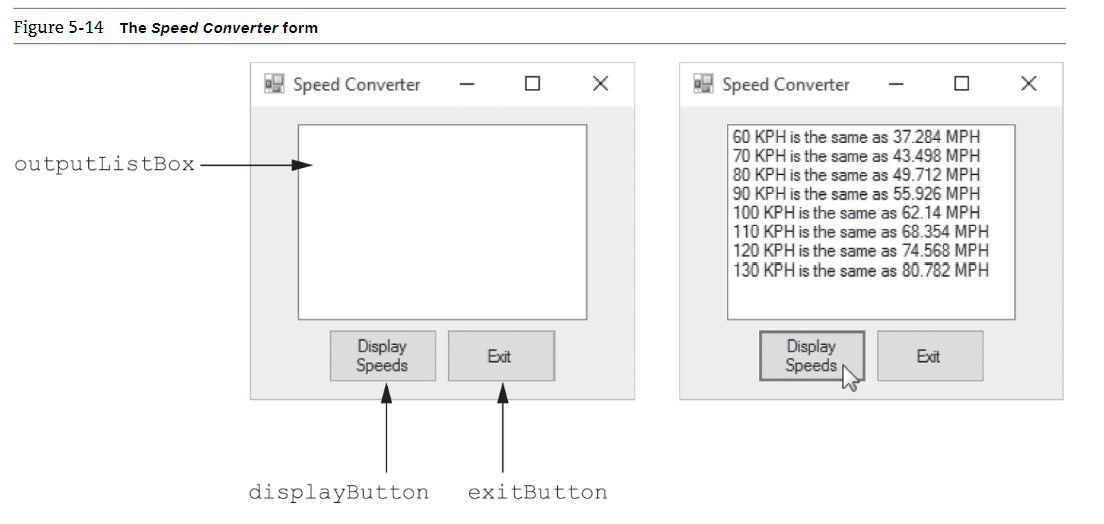 Figure 5-14 The Speed Converter form
Speed Converter
outputListBox
Display
Speeds
Exit
displayButton
exitButton
Speed Converter
60 KPH is the same as 37.284 MPH
70 KPH is the same as 43.498 MPH
80 KPH is the same as 49.712 MPH
90 KPH is the same as 55.926 MPH
100 KPH is the same as 62.14 MPH
110 KPH is the same as 68.354 MPH
120 KPH is the same as 74.568 MPH
130 KPH is the same as 80.782 MPH
Display
Speeds
Exit